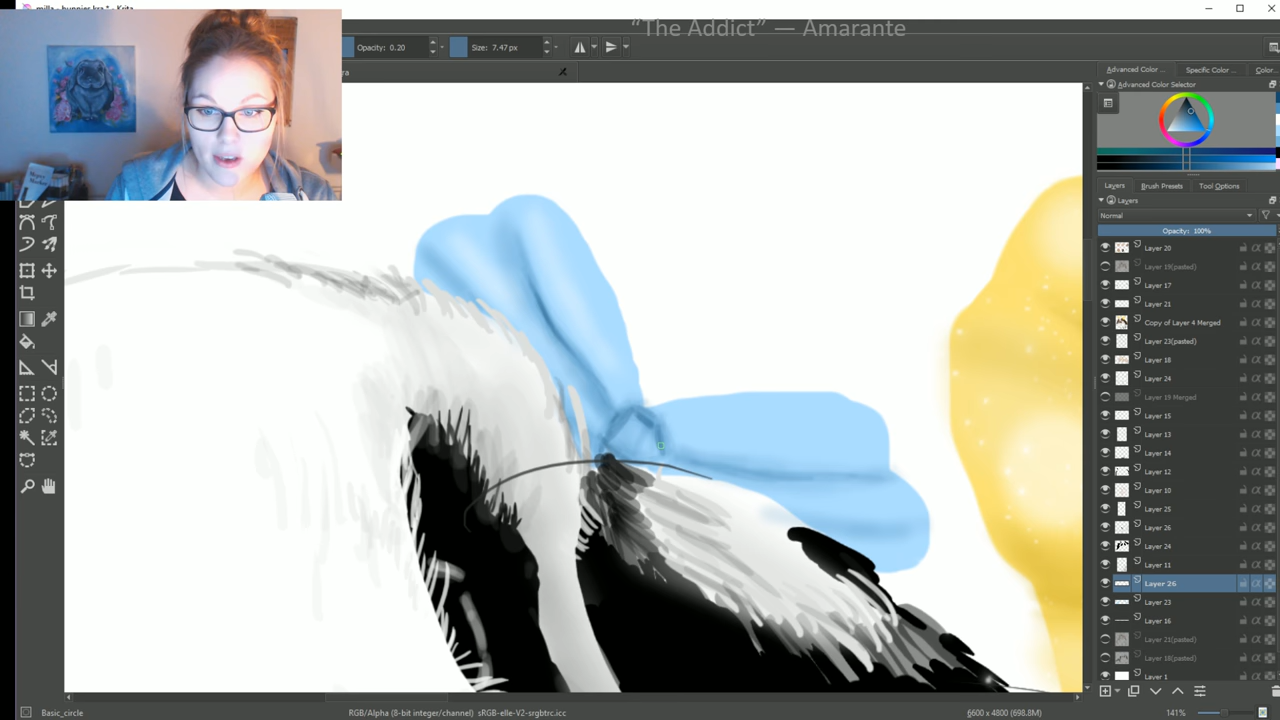 milla - bunnies.kra * - Krita
"The Addict" — Amarante
Opacity: 0.20
Size: 7.47 px
Advanced Color ...
Specific Color ...
Color...
Advanced Color Selector
Layers
Brush Presets
Tool Options
Layers
Normal
Opacity: 100%
Layer 20
Layer 19(pasted)
Layer 17
Layer 21
Copy of Layer 4 Merged
Layer 23(pasted)
Layer 18
Layer 24
Layer 19 Merged
Layer 15
Layer 13
Layer 14
Layer 12
Layer 10
Layer 25
Layer 26
Layer 24
Layer 11
Layer 26
Layer 23
Layer 16
Layer 21(pasted)
Layer 18(pasted)
Layer 1
Basic_circle
RGB/Alpha (8-bit integer/channel) sRGB-elle-V2-srgbtrc.icc
6600 x 4800 (698.8M)
141%